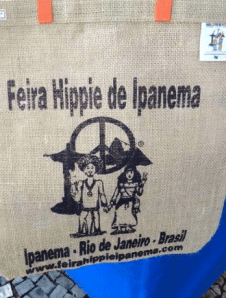 Feira Hippie de Ipanema
Ipanema - Rio de Janeiro - Brasil
www.feirahippieipanema.com